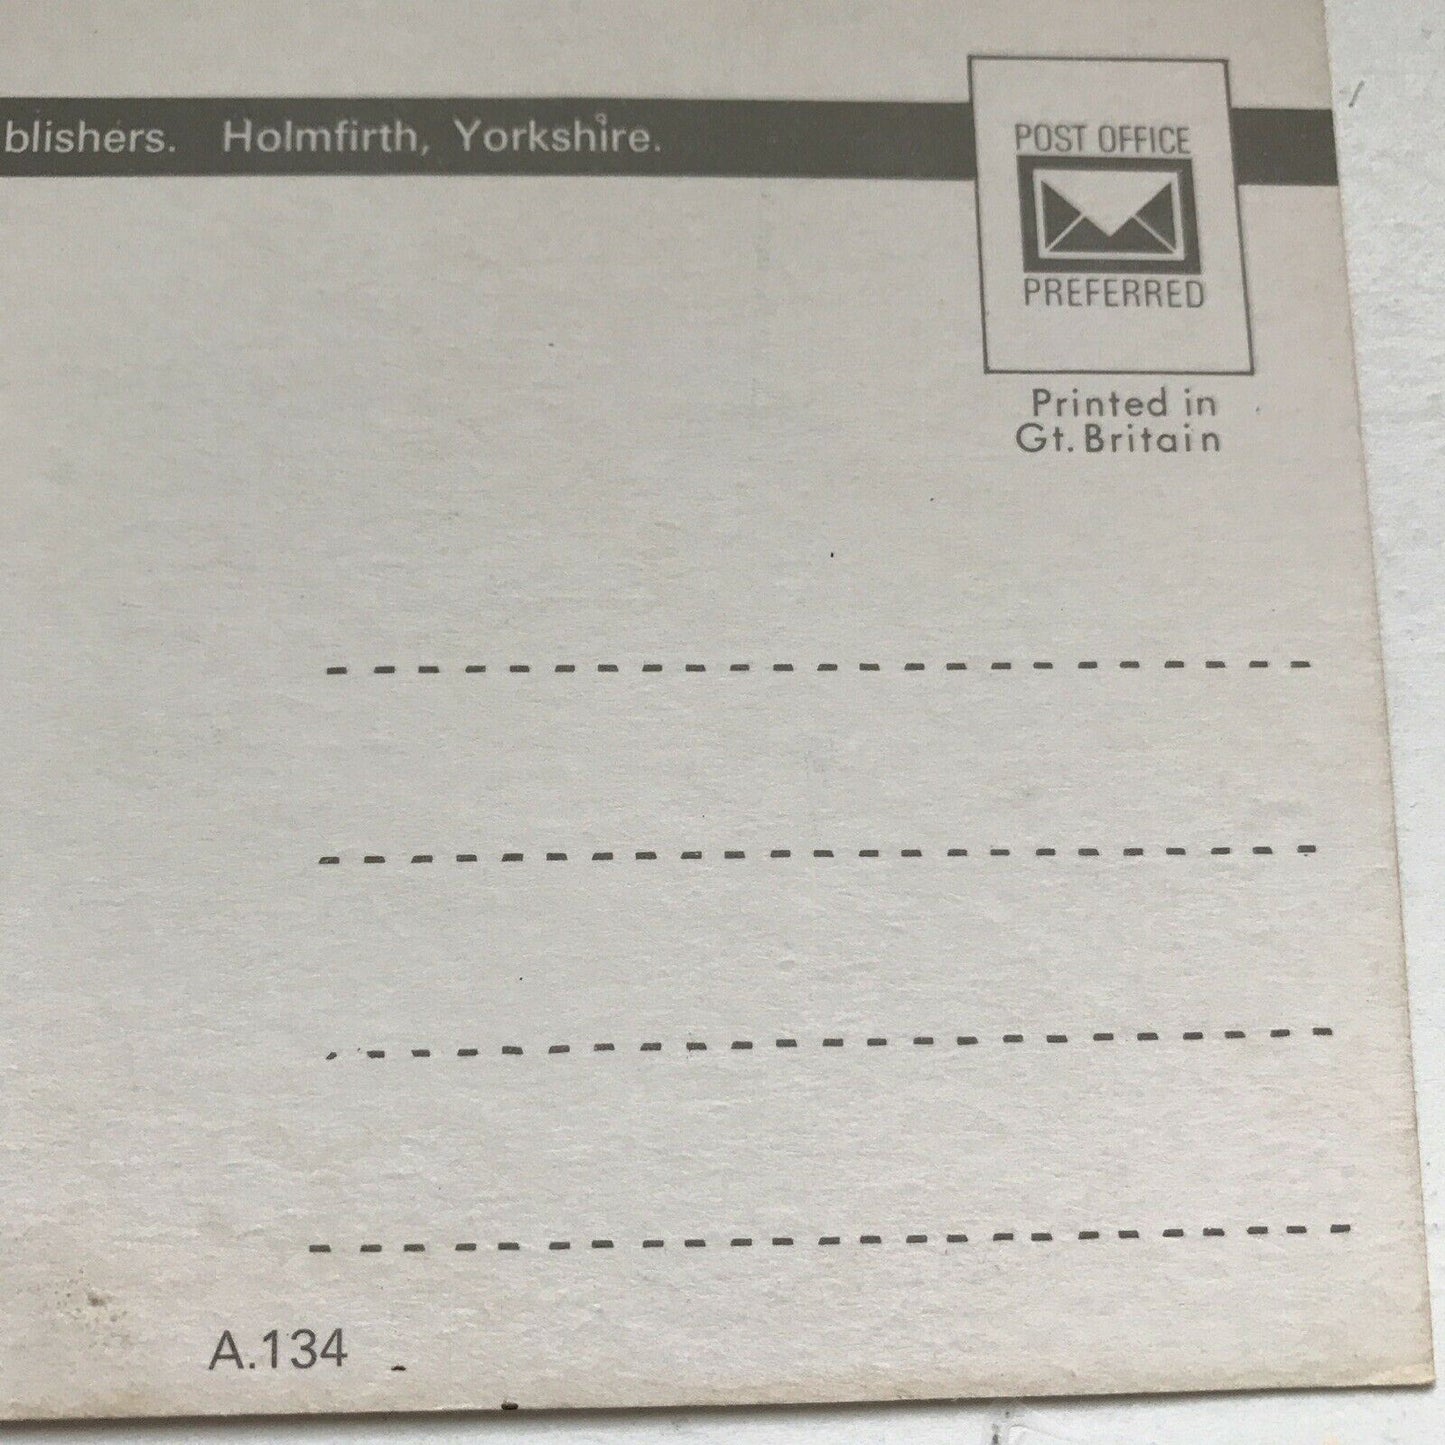 blishers. Holmfirth, Yorkshire.
POST OFFICE
PREFERRED
Printed in
Gt. Britain
A.134